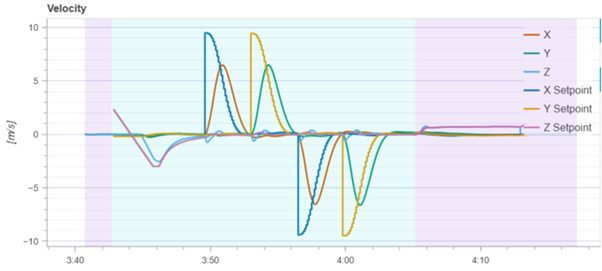 Velocity
10
5
0
−5
−10
[m/s]
X
Y
Z
X Setpoint
Y Setpoint
Z Setpoint
3:40
3:50
4:00
4:10